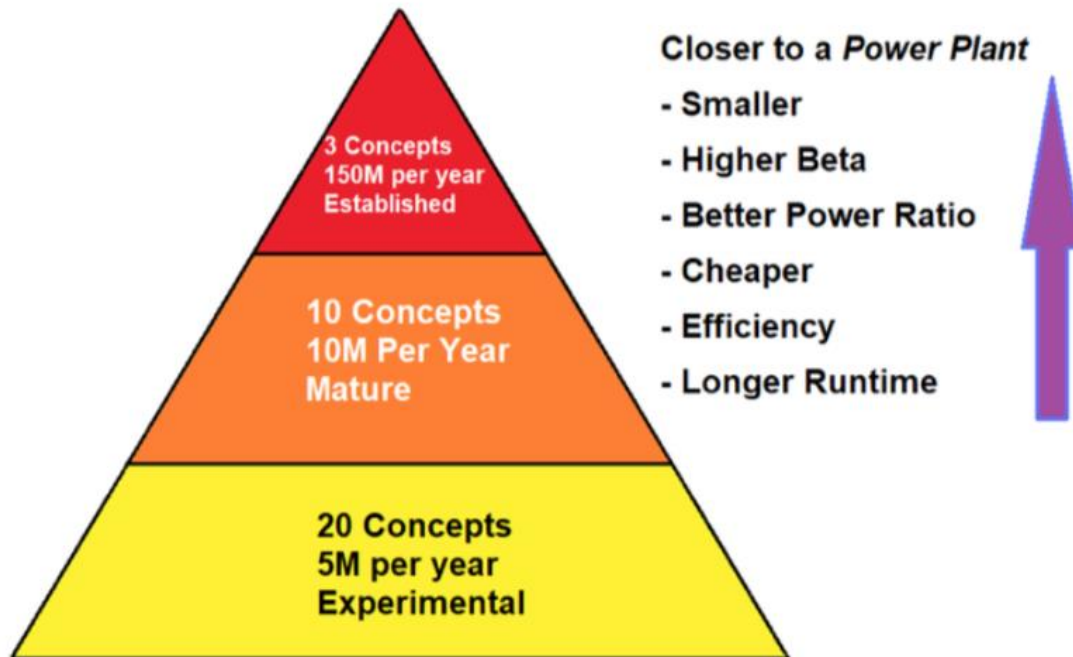 3 Concepts
150M per year
Established
10 Concepts
10M Per Year
Mature
20 Concepts
5M per year
Experimental
Closer to a Power Plant
- Smaller
- Higher Beta
- Better Power Ratio
- Cheaper
- Efficiency
- Longer Runtime